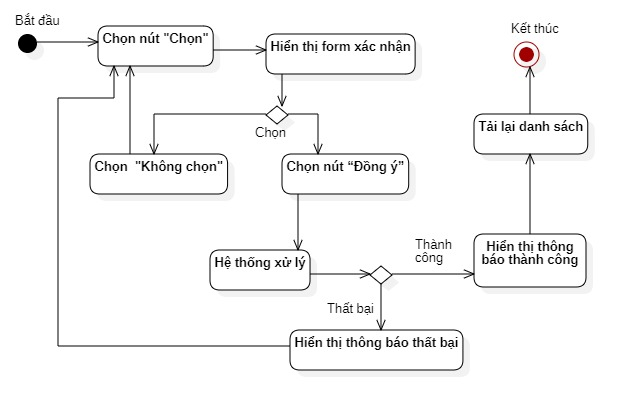 Bắt đầu
Chọn nút "Chọn"
Hiển thị form xác nhận
Kết thúc
Chọn
Tải lại danh sách
Chọn  "Không chọn"
Chọn nút “Đồng ý”
Hệ thống xử lý
Thành
công
Hiển thị thông
báo thành công
Thất bại
Hiển thị thông báo thất bại